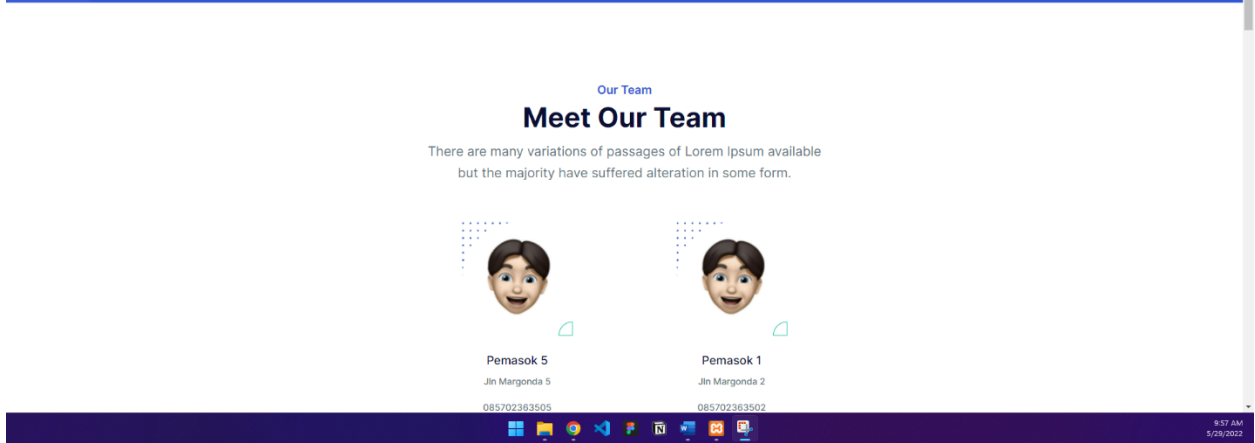 Our Team
Meet Our Team
There are many variations of passages of Lorem Ipsum available
but the majority have suffered alteration in some form.
Pemasok 5
Jln Margonda 5
085702363505
Pemasok 1
Jln Margonda 2
085702363502
9:57 AM
5/29/2022